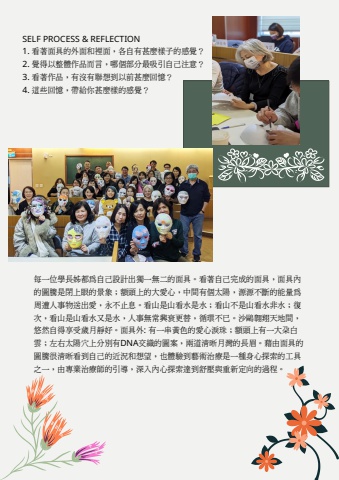 SELF PROCESS & REFLECTION
1. 看著面具的外面和裡面，各自有甚麼樣子的感覺？
2. 覺得以整體作品而言，哪個部分最吸引自己注意？
3. 看著作品，有沒有聯想到以前甚麼回憶？
4. 這些回憶，帶給你甚麼樣的感覺？
每一位學長姊都爲自己設計出獨一無二的面具。看著自己完成的面具，面具內
的圖騰是閉上眼的景象；額頭上的大愛心，中間有個太陽，源源不斷的能量爲
周遭人事物送出愛，永不止息。看山是山看水是水；看山不是山看水非水；復
次，看山是山看水又是水，人事無常興衰更替，循環不已。沙鷗翱翔天地間，
悠然自得享受歲月靜好。面具外: 有一串黃色的愛心淚珠；額頭上有一大朵白
雲；左右太陽穴上分別有DNA交織的圖案，兩道清晰月彎的長眉。藉由面具的
圖騰很清晰看到自己的近況和想望，也體驗到藝術治療是一種身心探索的工具
之一，由專業治療師的引導，深入內心探索達到舒壓與重新定向的過程。